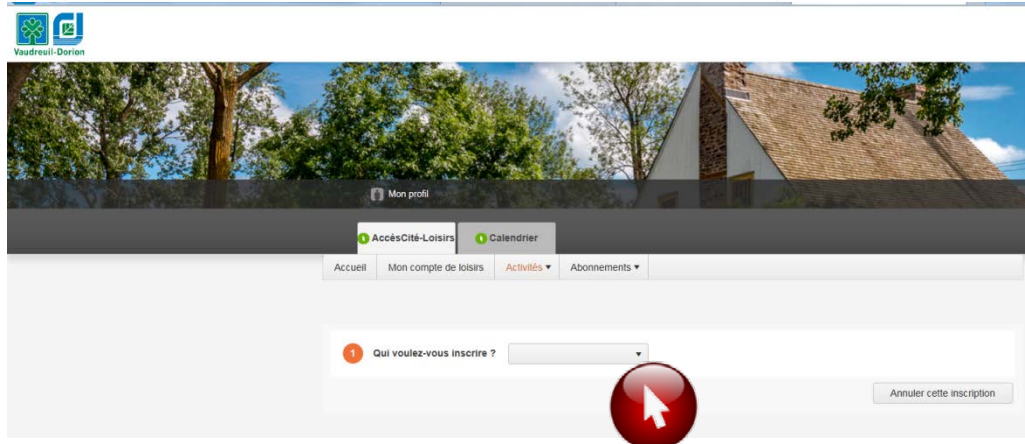 Vaudreuil-Dorion
Mon profil
AccèsCité-Loisirs Calendrier
Accueil Mon compte de loisirs Activités Abonnements
1 Qui voulez-vous inscrire ?
Annuler cette inscription